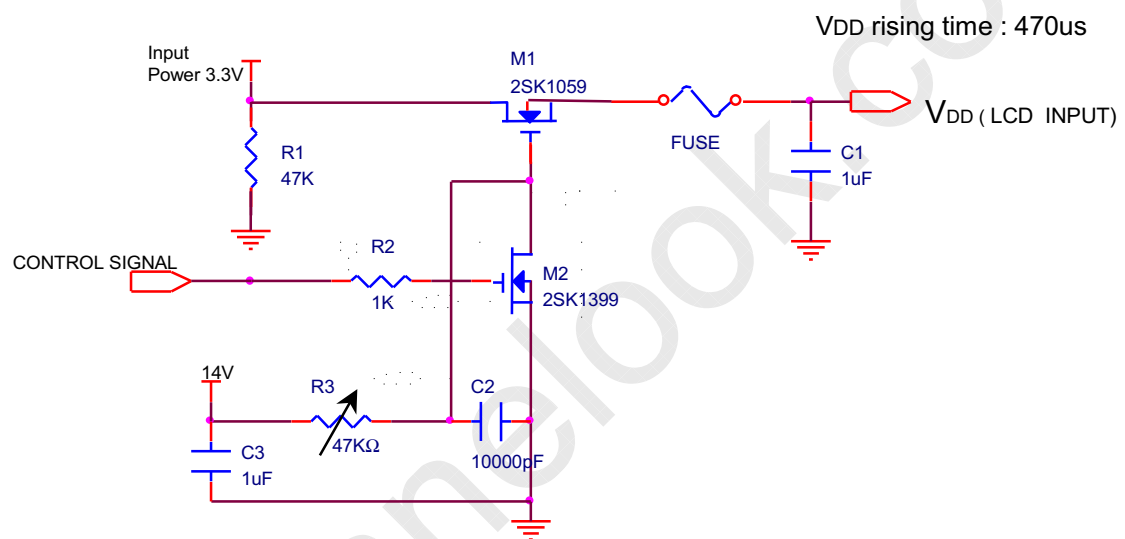 VDD rising time : 470us
Input
Power 3.3V
M1
2SK1059
FUSE
VDD ( LCD INPUT)
R1
47K
C1
1uF
CONTROL SIGNAL
R2
1K
M2
2SK1399
14V
R3
47KΩ
C2
10000pF
C3
1uF